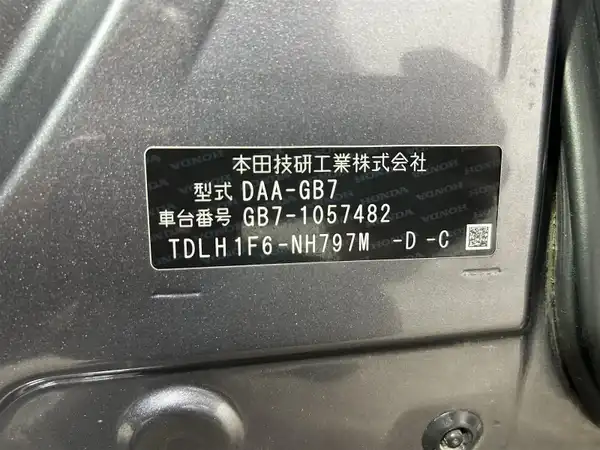 本田技研工業株式会社
型式 DAA-GB7
車台番号 GB7-1057482
TDLH1F6-NH797M -D -C